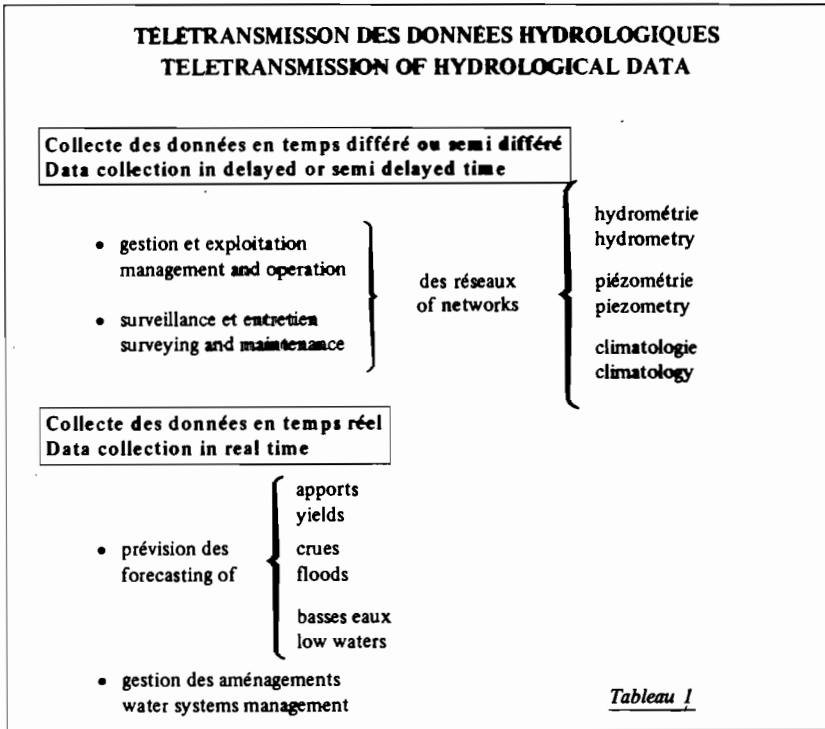 TÉLÉTRANSMISSON DES DONNÉES HYDROLOGIQUES
TELETRANSMISSION OF HYDROLOGICAL DATA
Collecte des données en temps différé ou semi différé
Data collection in delayed or semi delayed time
• gestion et exploitation
management and operation
• surveillance et entretien
surveying and maintenance
des réseaux
of networks
hydrométrie
hydrometry
piézométrie
piezometry
climatologie
climatology
Collecte des données en temps réel
Data collection in real time
• prévision des
forecasting of
apports
yields
crues
floods
basses eaux
low waters
• gestion des aménagements
water systems management
Tableau 1